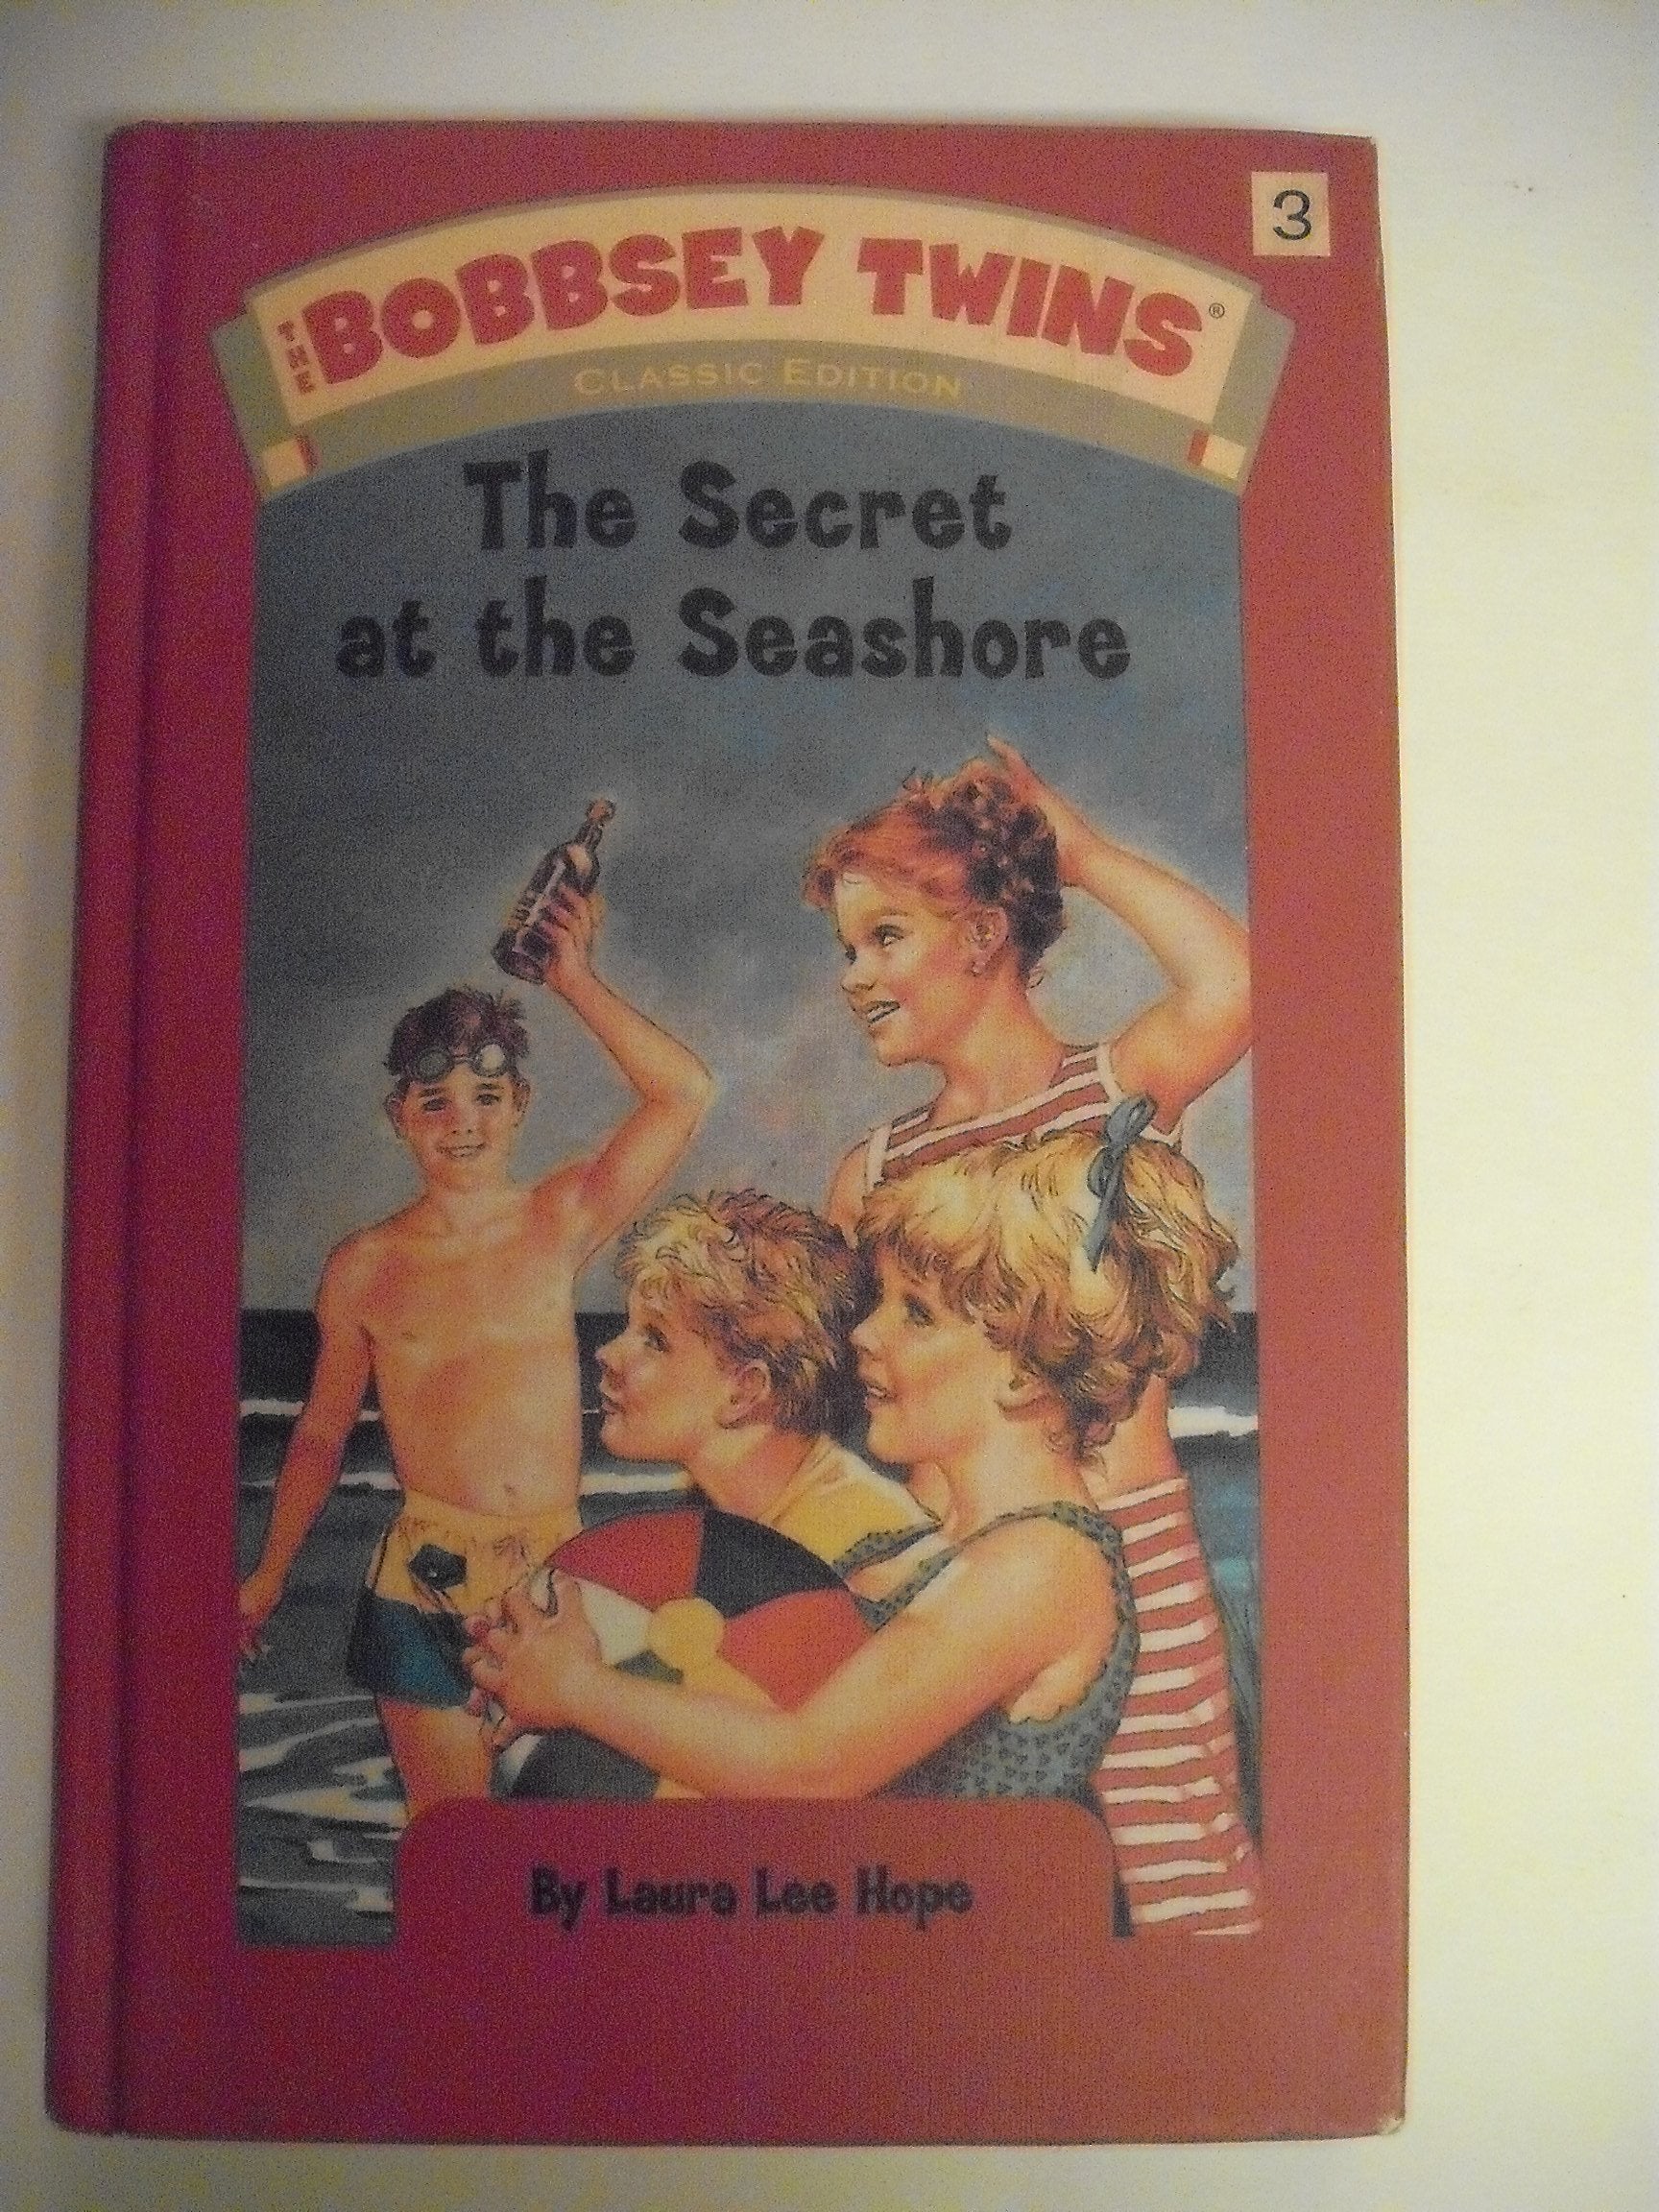 3
THE BOBBSEY TWINS®
CLASSIC EDITION
The Secret
at the Seashore
By Laura Lee Hope